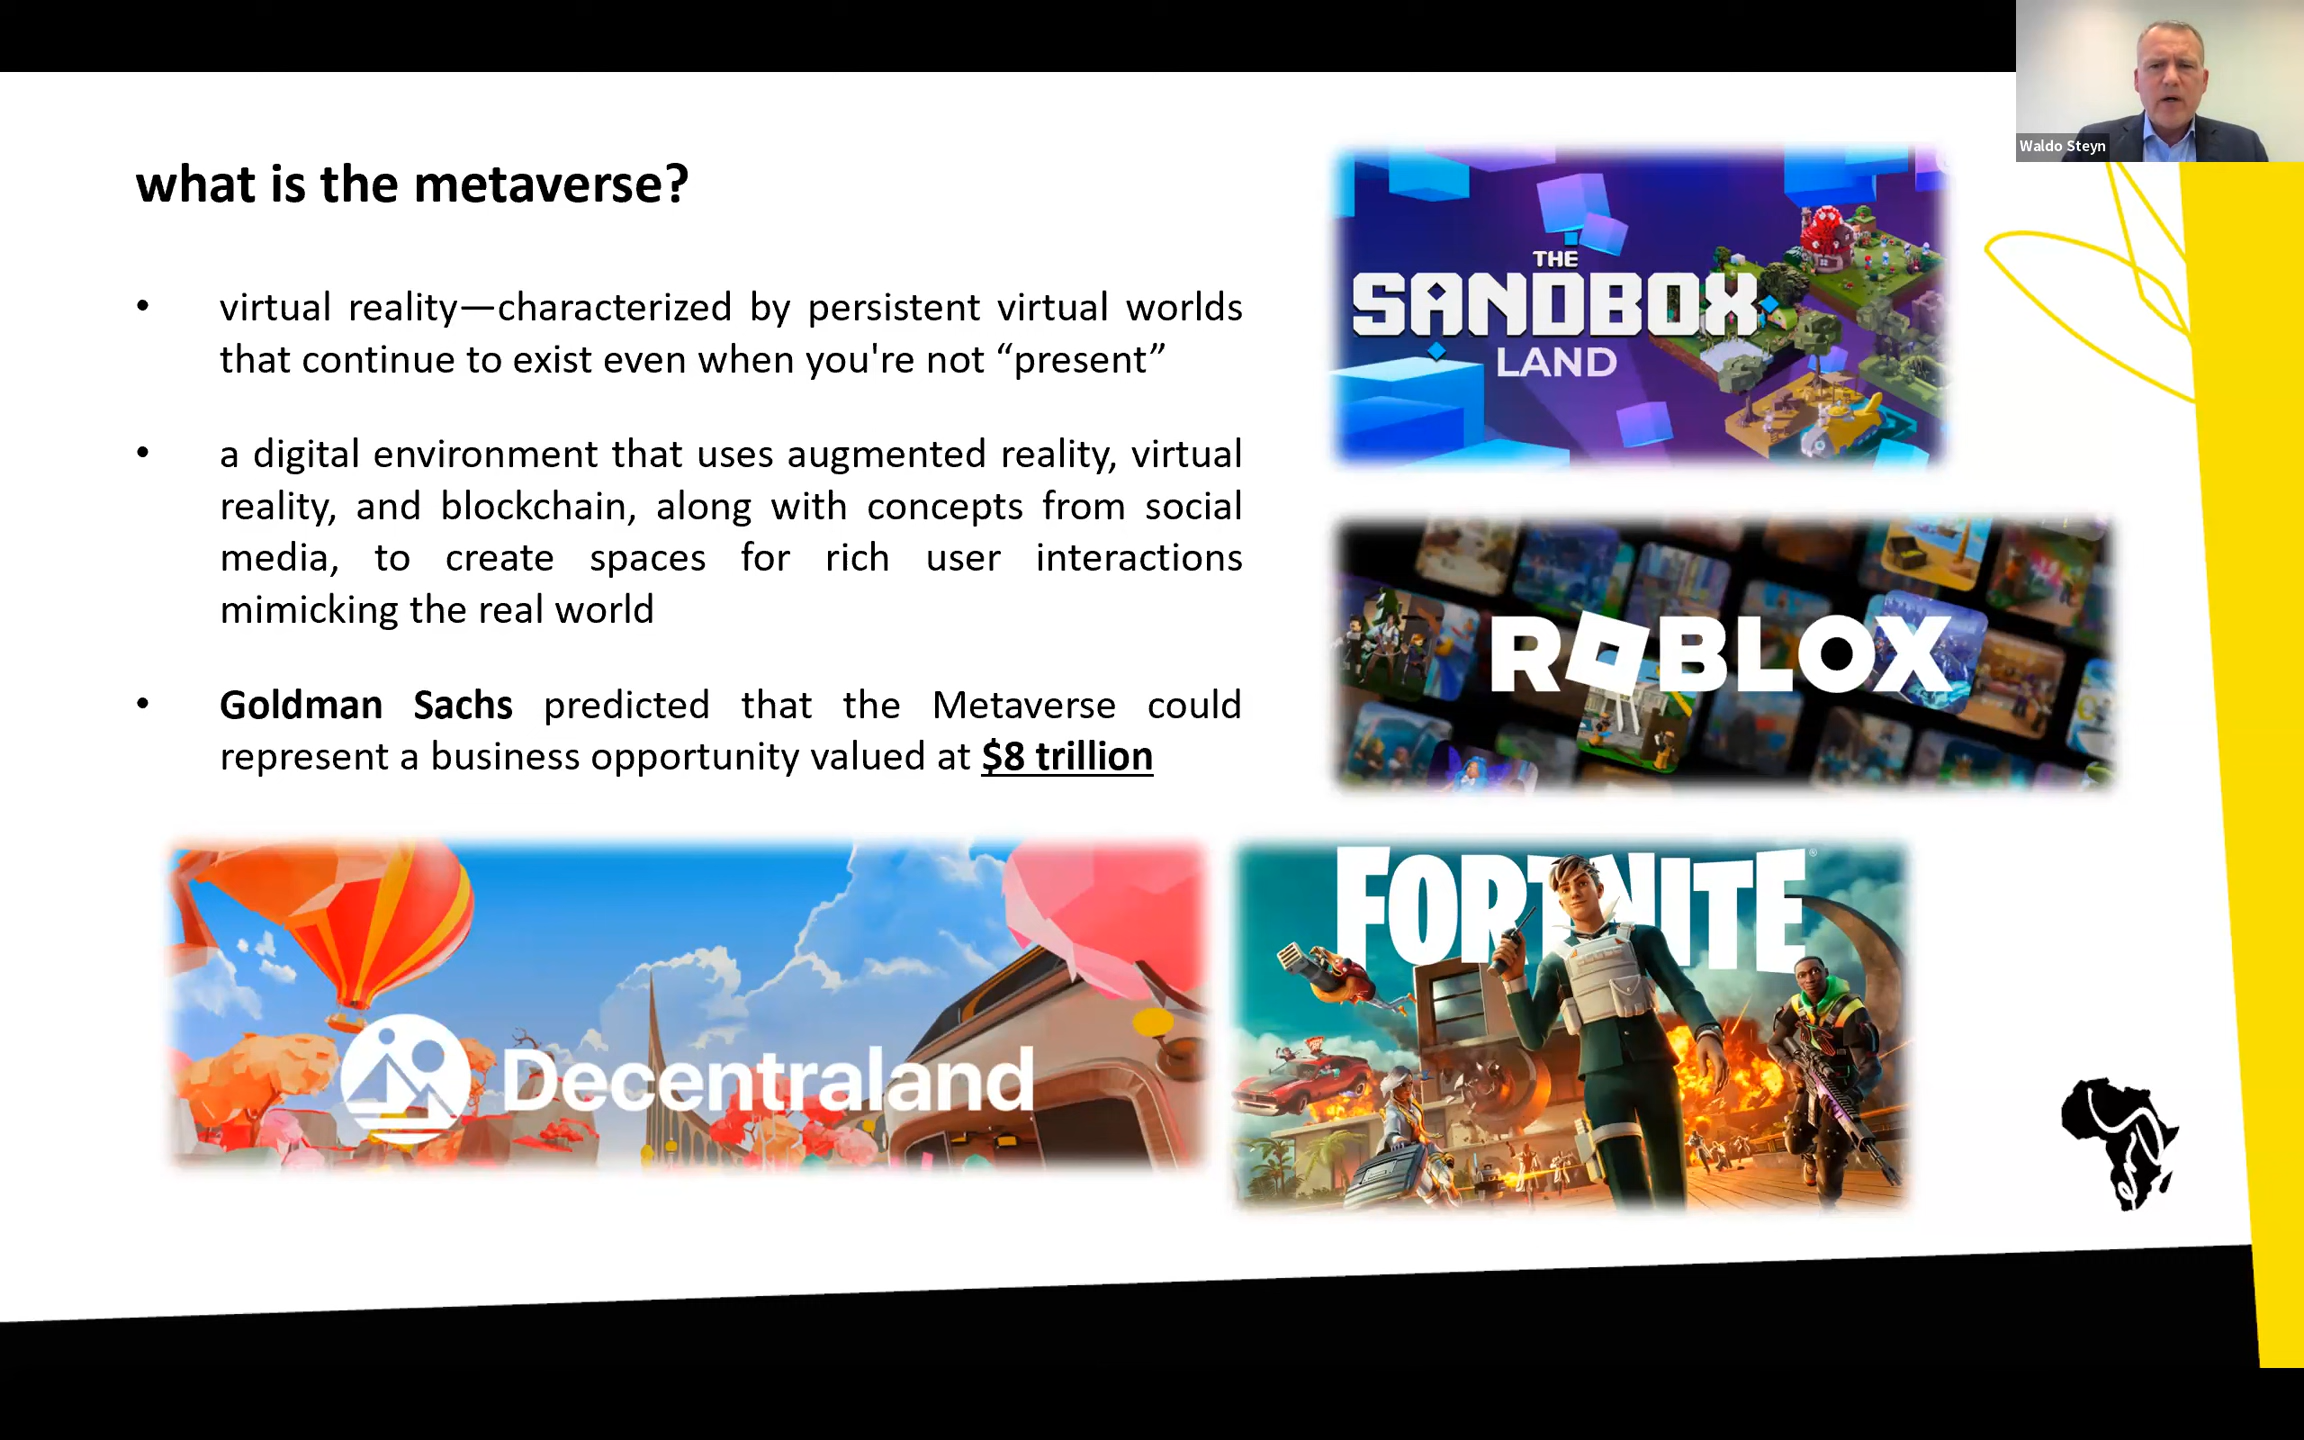 Waldo Steyn
what is the metaverse?
• virtual reality—characterized by persistent virtual worlds
that continue to exist even when you're not “present”
• a digital environment that uses augmented reality, virtual
reality, and blockchain, along with concepts from social
media, to create spaces for rich user interactions
mimicking the real world
• Goldman Sachs predicted that the Metaverse could
represent a business opportunity valued at $8 trillion
THE
SANDBOX
LAND
ROBLOX
Decentraland
FORTNITE